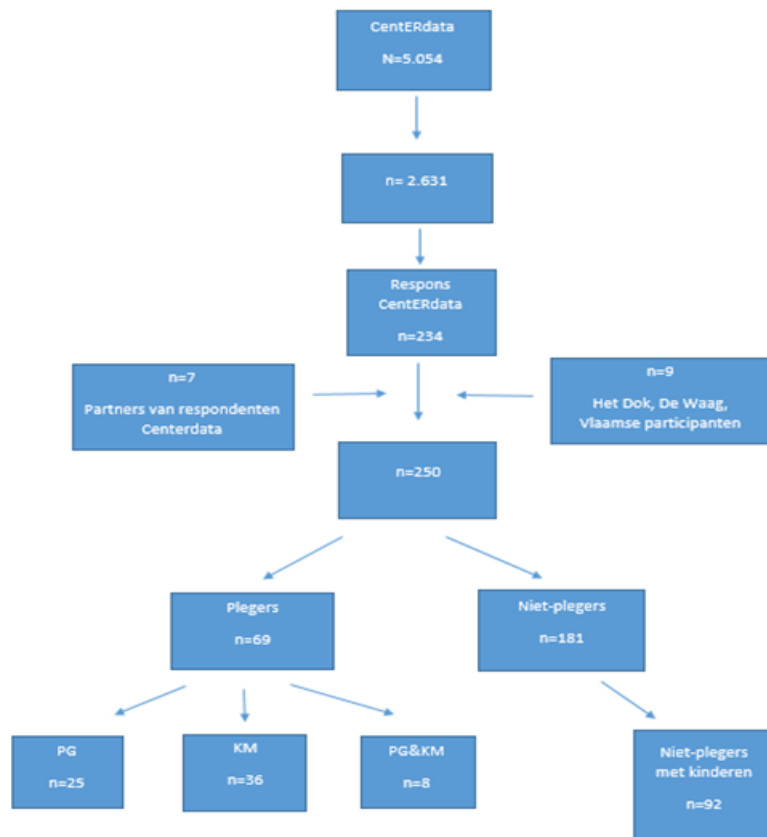 CentERdata
N=5.054
n= 2.631
Respons
CentERdata
n=234
n=7
Partners van respondenten
Centerdata
n=9
Het Dok, De Waag,
Vlaamse participanten
n=250
Plegers
n=69
Niet-plegers
n=181
PG
n=25
KM
n=36
PG&KM
n=8
Niet-plegers
met kinderen
n=92